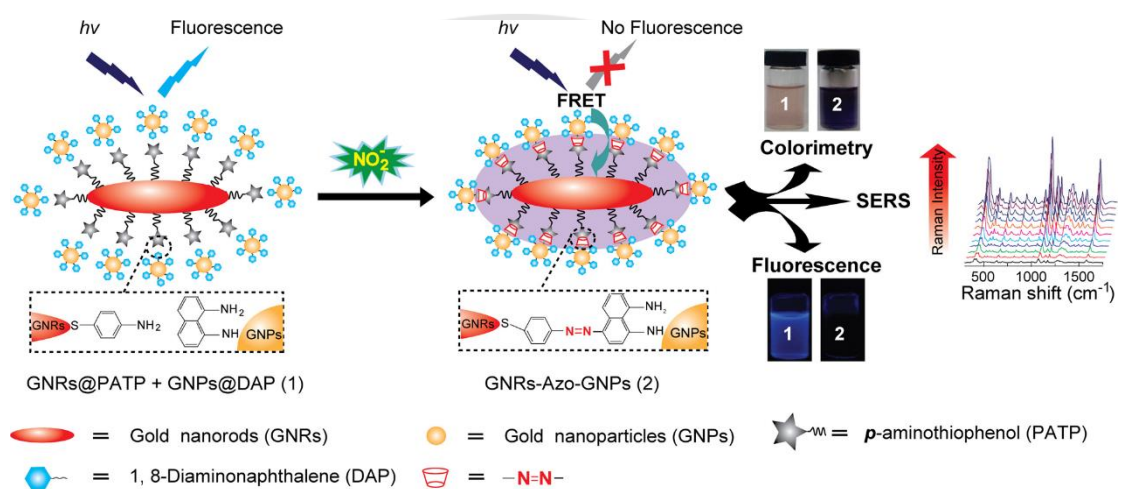 hv
Fluorescence
GNRs
S
NH₂
NH₂
NH
GNPs
GNRs@PATP + GNPs@DAP (1)
NO₂⁻
hv
No Fluorescence
FRET
GNRs
S
N=N
NH₂
NH
GNPs
GNRs-Azo-GNPs (2)
1
2
Colorimetry
SERS
Fluorescence
1
2
Raman Intensity
500
1000
1500
Raman shift (cm⁻¹)
= Gold nanorods (GNRs)
= Gold nanoparticles (GNPs)
= p-aminothiophenol (PATP)
= 1, 8-Diaminonaphthalene (DAP)
= –N=N–